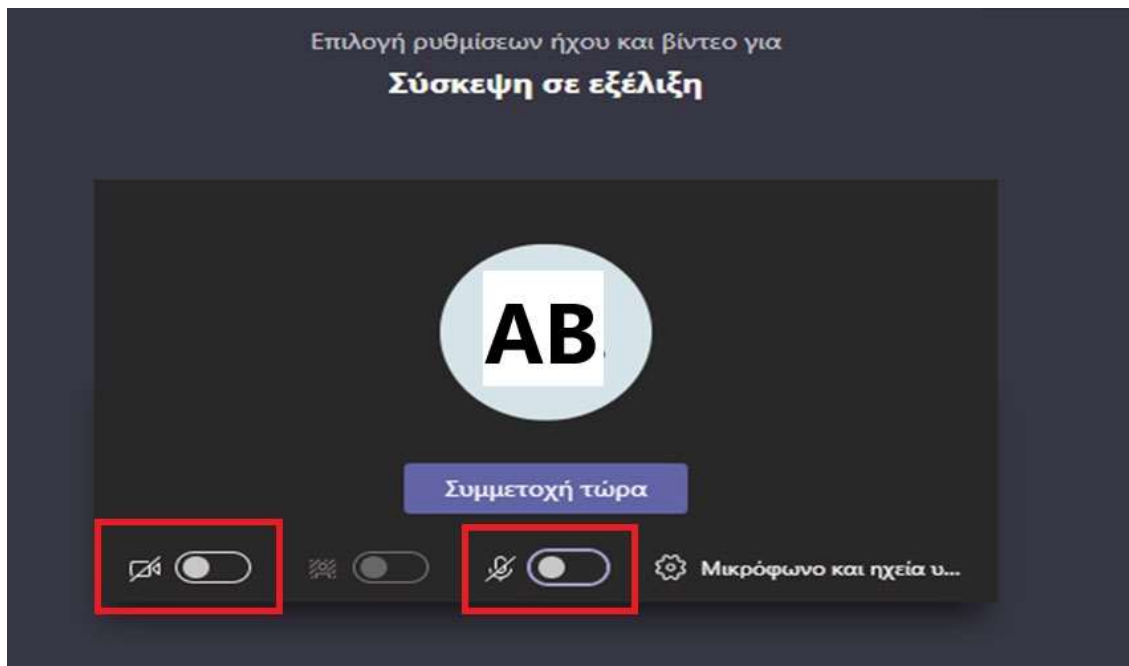 Επιλογή ρυθμίσεων ήχου και βίντεο για
Σύσκεψη σε εξέλιξη
AB
Συμμετοχή τώρα
Μικρόφωνο και ηχεία υ...